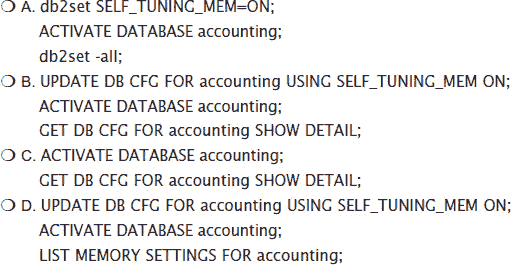 A. db2set SELF_TUNING_MEM=ON;
ACTIVATE DATABASE accounting;
db2set -all;
B. UPDATE DB CFG FOR accounting USING SELF_TUNING_MEM ON;
ACTIVATE DATABASE accounting;
GET DB CFG FOR accounting SHOW DETAIL;
C. ACTIVATE DATABASE accounting;
GET DB CFG FOR accounting SHOW DETAIL;
D. UPDATE DB CFG FOR accounting USING SELF_TUNING_MEM ON;
ACTIVATE DATABASE accounting;
LIST MEMORY SETTINGS FOR accounting;